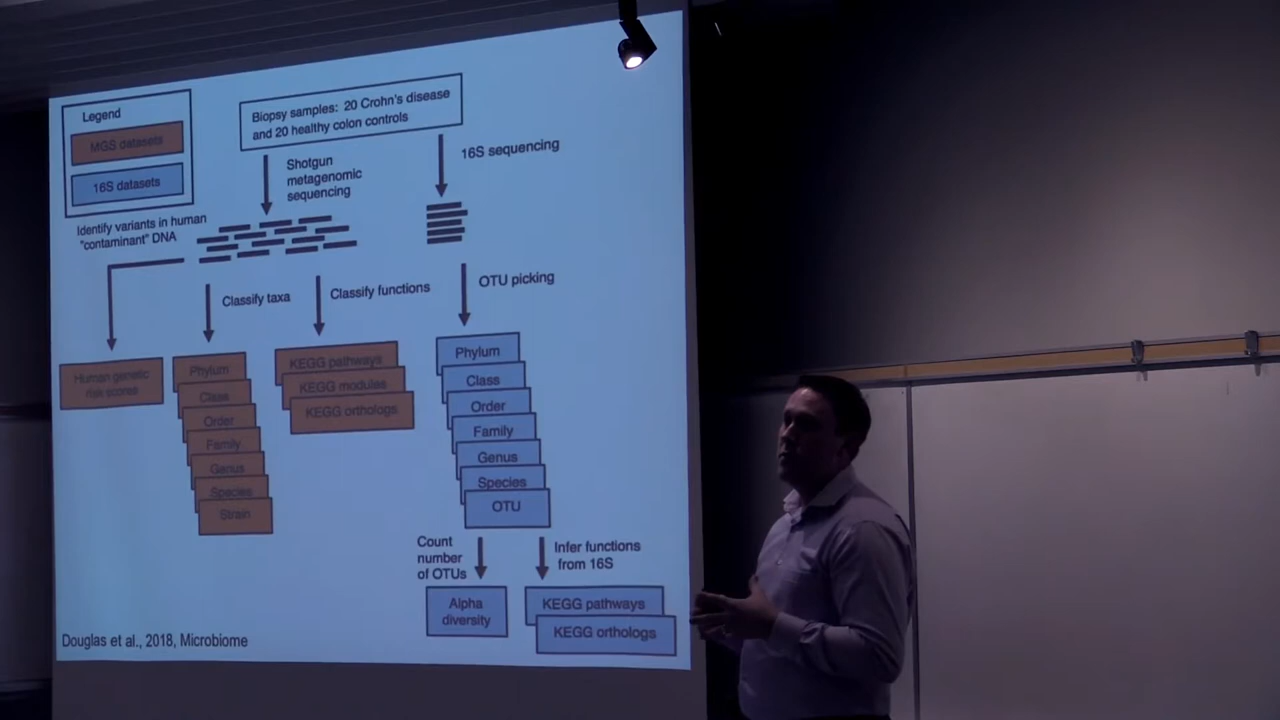 Legend
MGS datasets
16S datasets
Biopsy samples: 20 Crohn's disease
and 20 healthy colon controls
Shotgun
metagenomic
sequencing
16S sequencing
Identify variants in human
"contaminant" DNA
Classify taxa
Classify functions
OTU picking
Human genetic
risk scores
Phylum
Class
Order
Family
Genus
Species
Strain
KEGG pathways
KEGG modules
KEGG orthologs
Phylum
Class
Order
Family
Genus
Species
OTU
Count
number
of OTUs
Infer functions
from 16S
Alpha
diversity
KEGG pathways
KEGG orthologs
Douglas et al., 2018, Microbiome